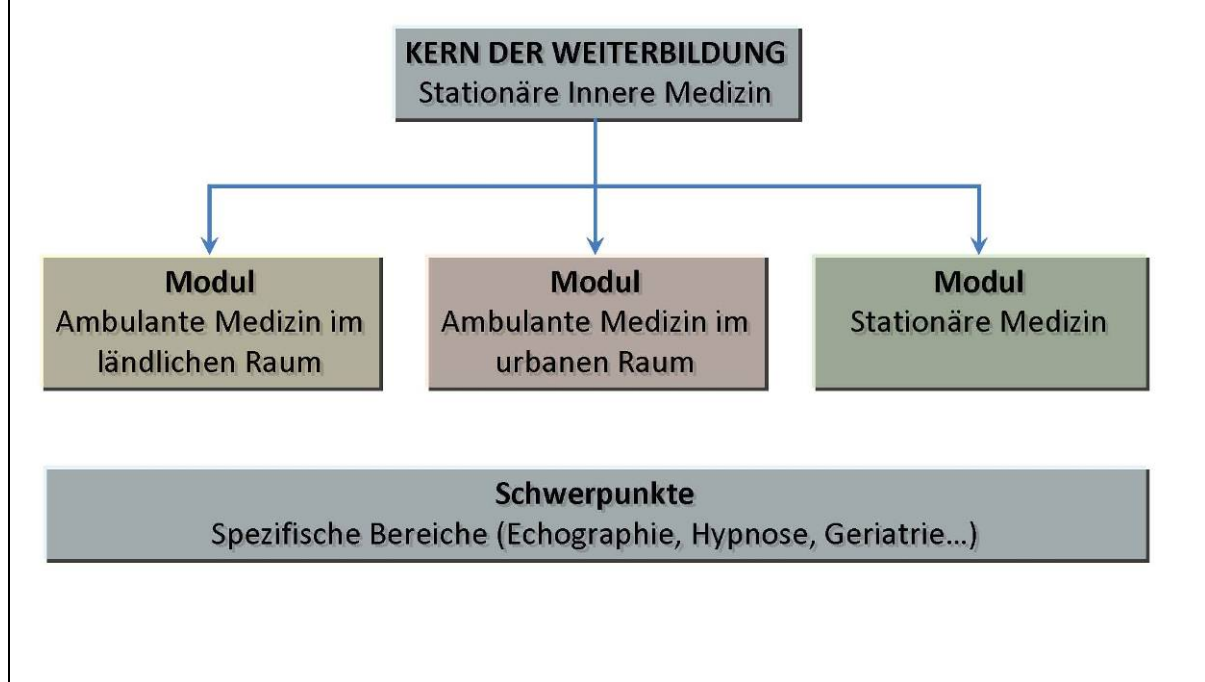 KERN DER WEITERBILDUNG
Stationäre Innere Medizin
Modul
Ambulante Medizin im
ländlichen Raum
Modul
Ambulante Medizin im
urbanen Raum
Modul
Stationäre Medizin
Schwerpunkte
Spezifische Bereiche (Echographie, Hypnose, Geriatrie...)